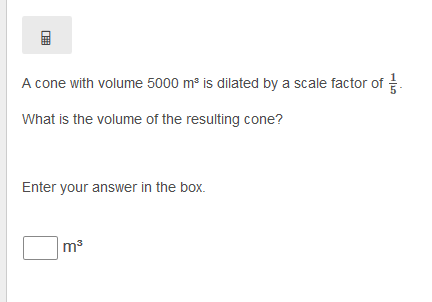 A cone with volume 5000 m³ is dilated by a scale factor of 1/5.
What is the volume of the resulting cone?
Enter your answer in the box.
m³